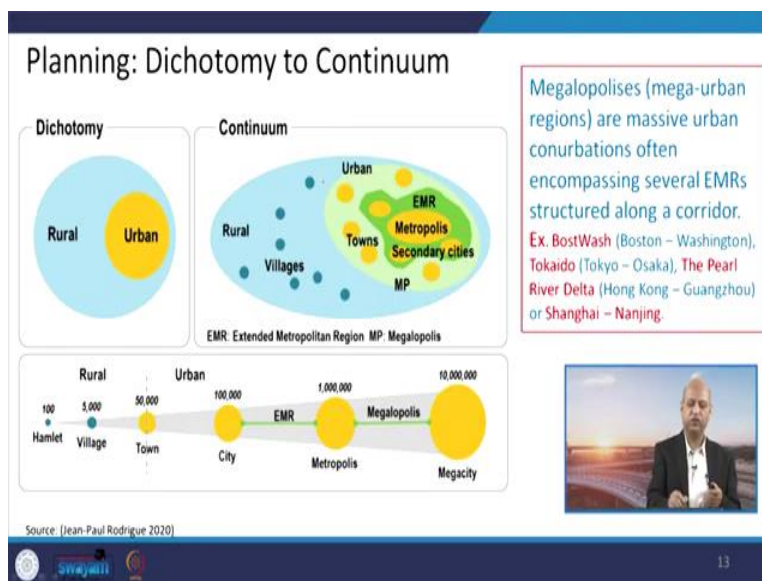 Planning: Dichotomy to Continuum
Dichotomy
Rural
Urban
Continuum
Urban
EMR
Rural
Metropolis
Towns
Secondary cities
Villages
MP
EMR: Extended Metropolitan Region MP: Megalopolis
Rural
Urban
100
5,000
50,000
100,000
1,000,000
10,000,000
EMR
Megalopolis
Hamlet
Village
Town
City
Metropolis
Megacity
Megalopolises (mega-urban
regions) are massive urban
conurbations often
encompassing several EMRs
structured along a corridor.
Ex. BostWash (Boston – Washington),
Tokaido (Tokyo – Osaka), The Pearl
River Delta (Hong Kong – Guangzhou)
or Shanghai – Nanjing.
Source: (Jean-Paul Rodrigue 2020)
swayam
13